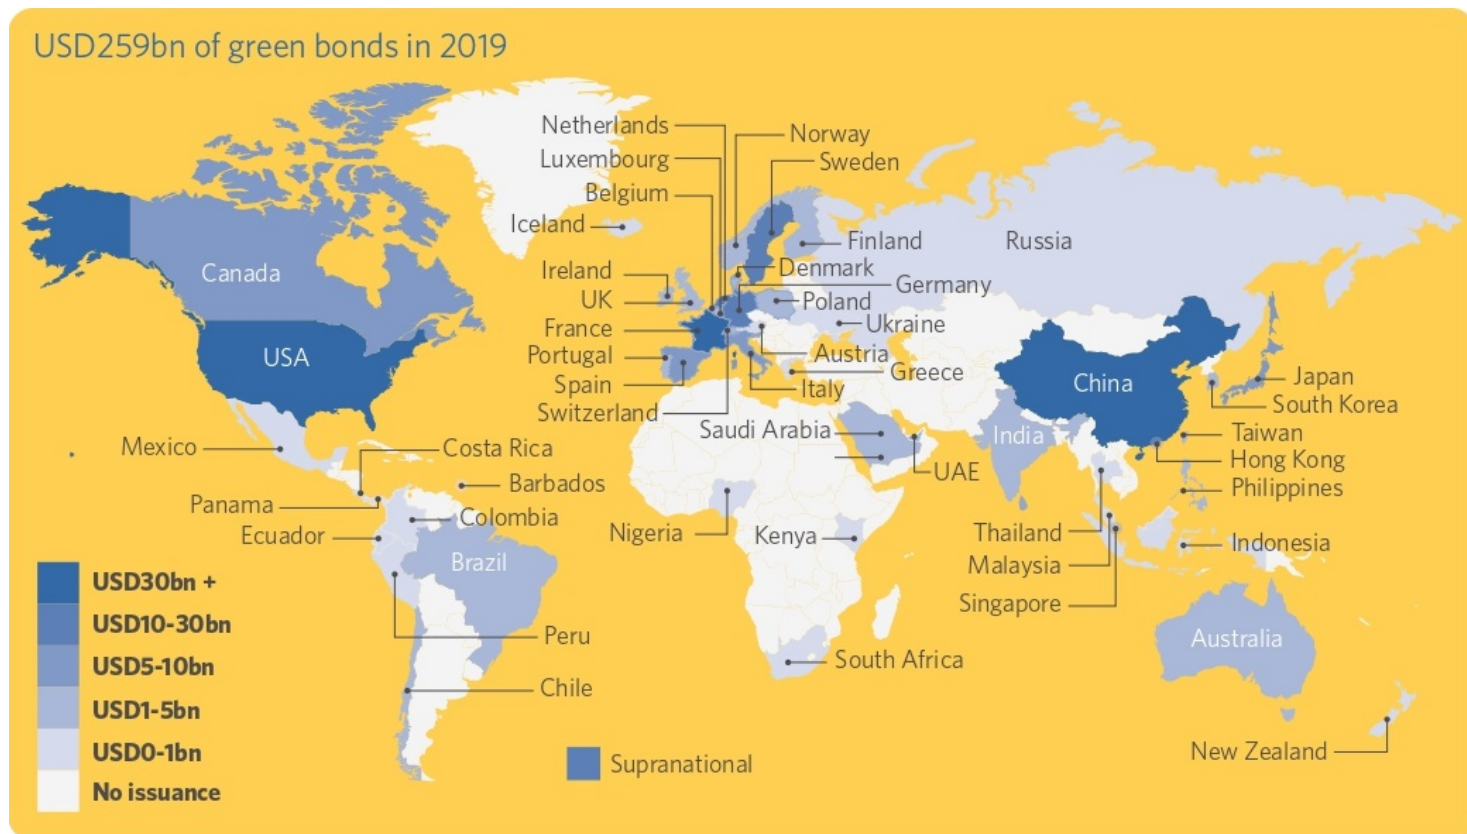 USD259bn of green bonds in 2019
Netherlands
Luxembourg
Belgium
Iceland
Ireland
UK
France
Portugal
Spain
Switzerland
Norway
Sweden
Finland
Denmark
Germany
Poland
Ukraine
Austria
Greece
Italy
Russia
Canada
USA
China
Japan
South Korea
Taiwan
Hong Kong
Philippines
India
Saudi Arabia
UAE
Mexico
Costa Rica
Barbados
Panama
Colombia
Ecuador
Brazil
Peru
Chile
Nigeria
Kenya
South Africa
Thailand
Malaysia
Singapore
Indonesia
Australia
New Zealand
USD30bn +
USD10-30bn
USD5-10bn
USD1-5bn
USD0-1bn
No issuance
Supranational